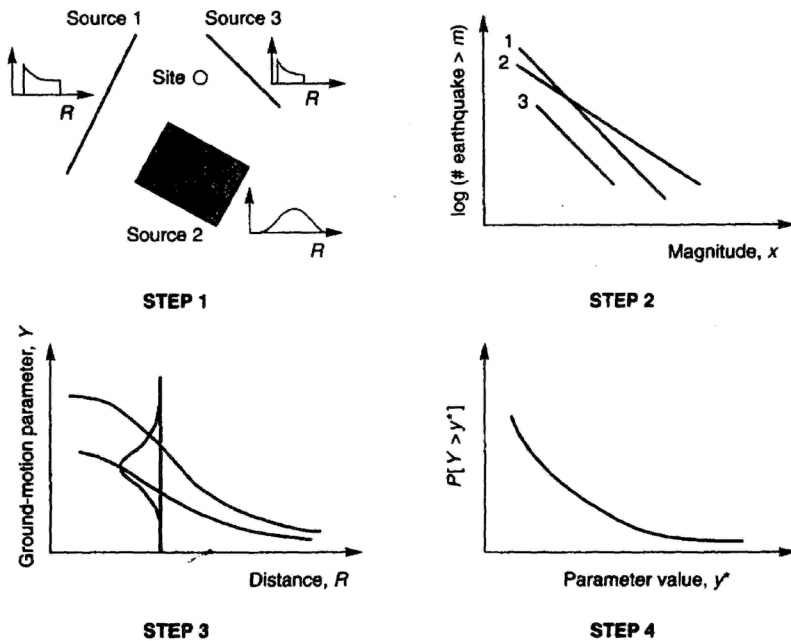 Source 1
Source 3
Site
R
R
Source 2
R
STEP 1
log (# earthquake > m)
1
2
3
Magnitude, x
STEP 2
Ground-motion parameter, Y
Distance, R
STEP 3
P[Y > y*]
Parameter value, y*
STEP 4